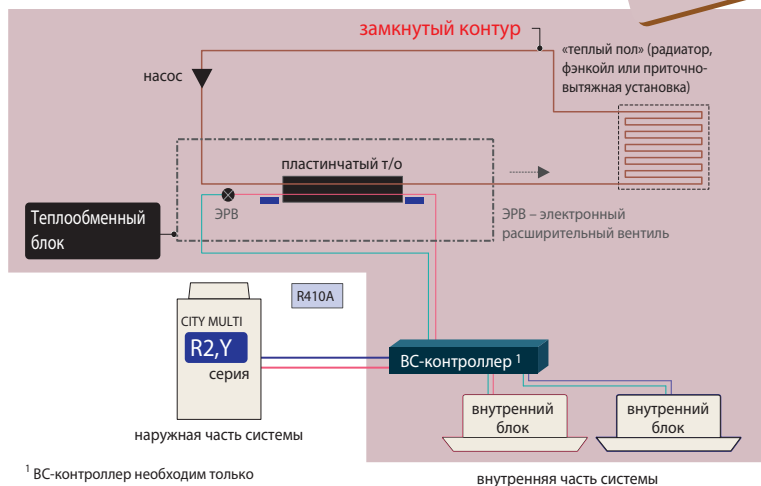 замкнутый контур
«теплый пол» (радиатор,
фэнкойл или приточно-
вытяжная установка)
насос
пластинчатый т/о
ЭРВ
ЭРВ – электронный
расширительный вентиль
Теплообменный
блок
R410A
CITY MULTI
R2,Y
серия
ВС-контроллер 1
внутренний
блок
внутренний
блок
наружная часть системы
1 ВС-контроллер необходим только
внутренняя часть системы